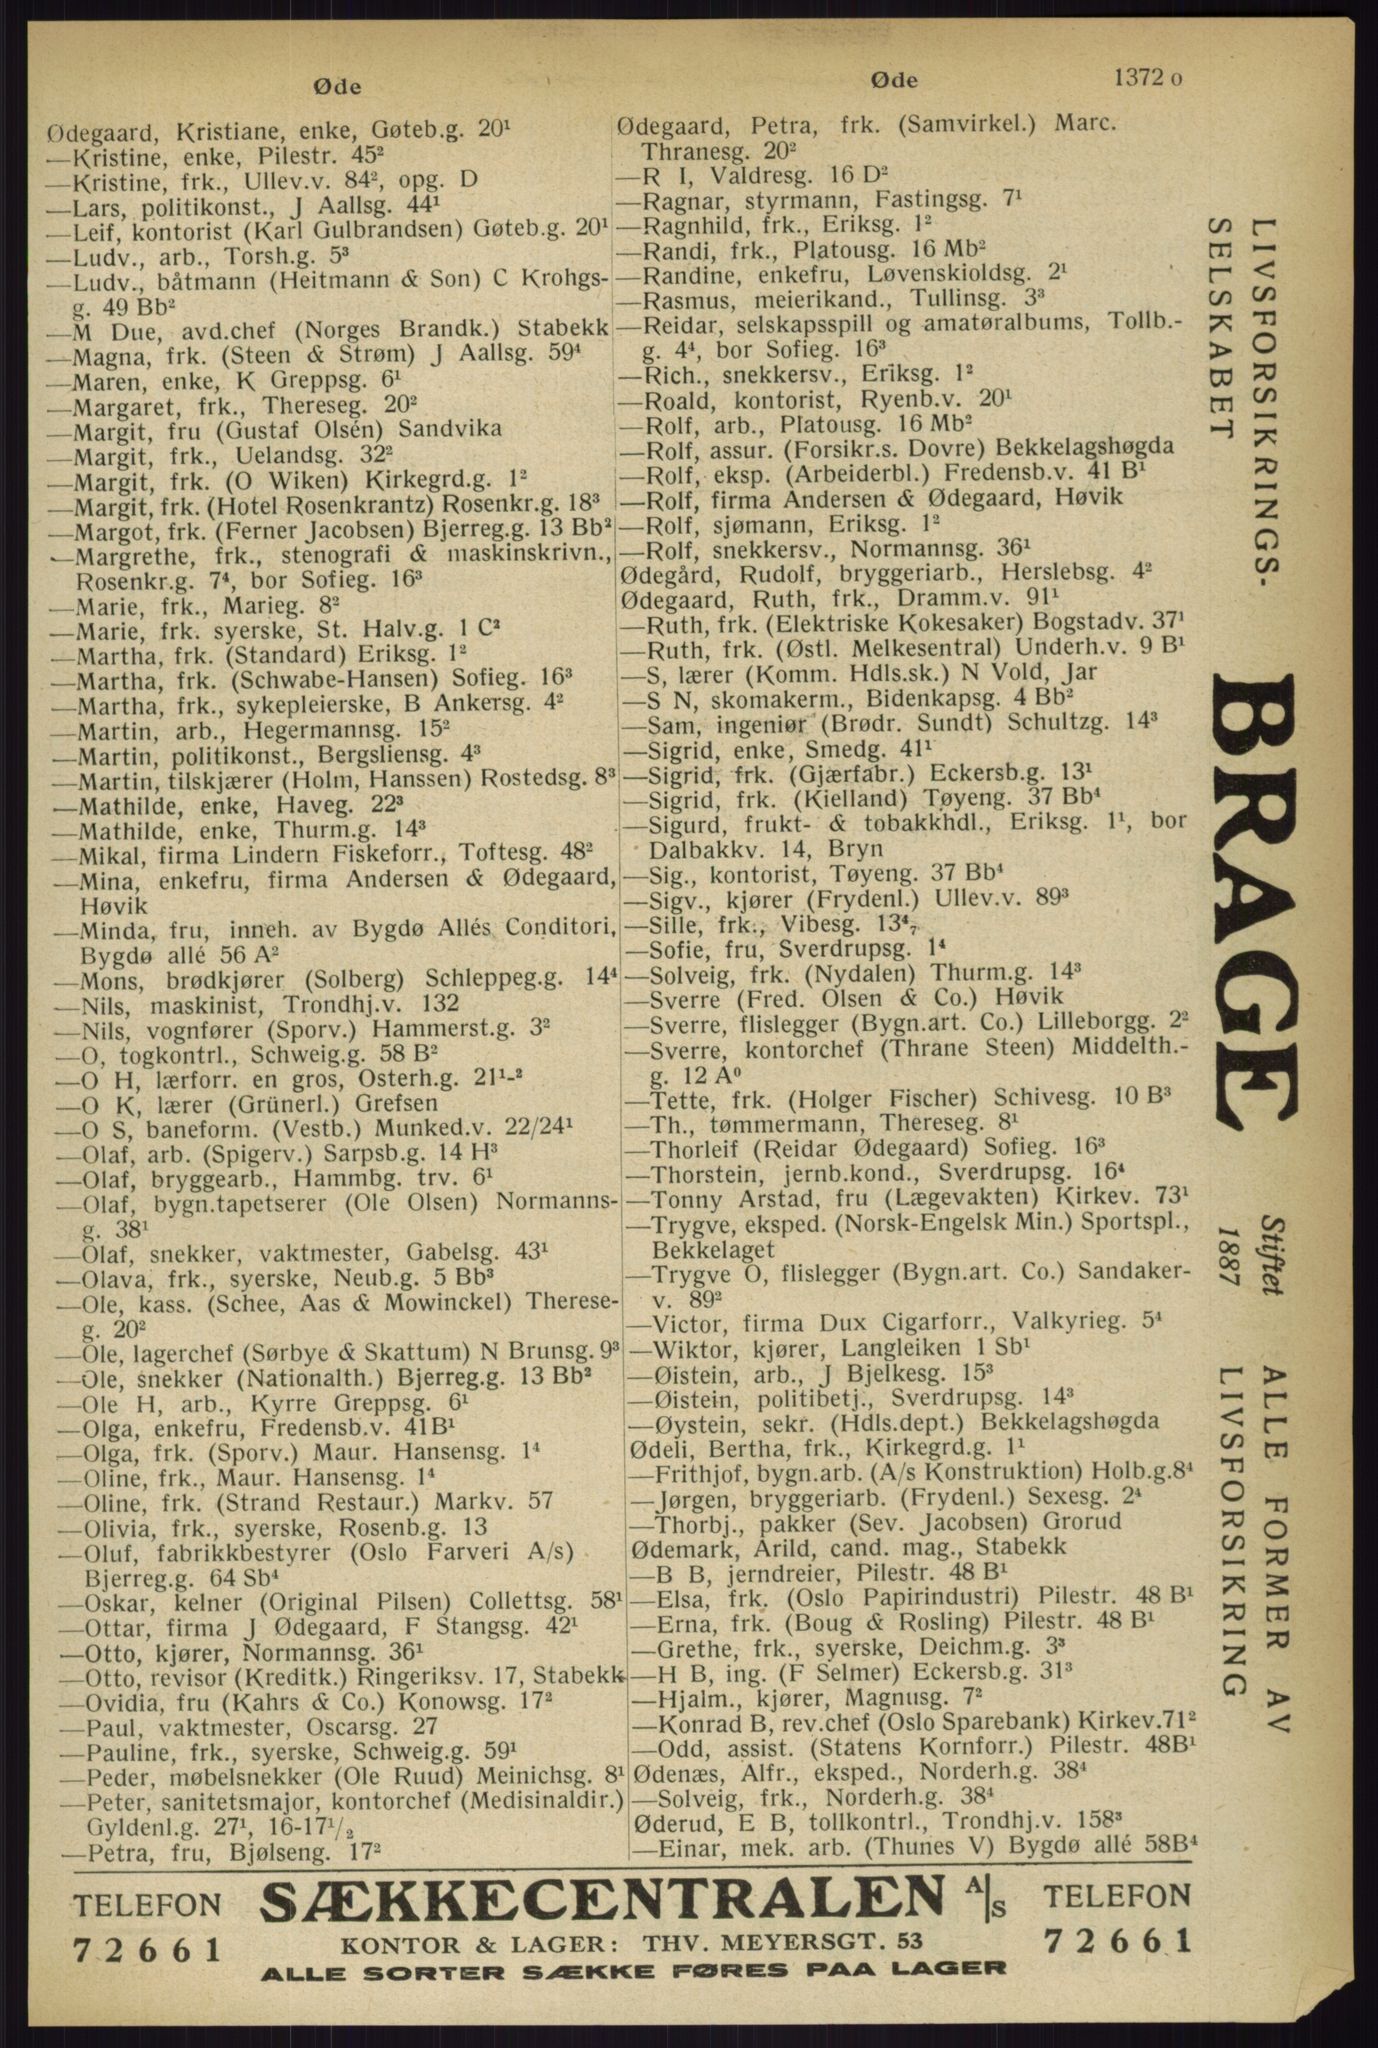 Øde
Ødegaard, Kristiane, enke, Gøteb.g. 20¹
—Kristine, enke, Pilestr. 45²
—Kristine, frk., Ullev.v. 84², opg. D
—Lars, politikonst., J Aallsg. 44¹
—Leif, kontorist (Karl Gulbrandsen) Gøteb.g. 20¹
—Ludv., arb., Torsh.g. 5³
—Ludv., båtmann (Heitmann & Son) C Krohgs-
g. 49 Bb²
—M Due, avd.chef (Norges Brandk.) Stabekk
—Magna, frk. (Steen & Strøm) J Aallsg. 59⁴
—Maren, enke, K Greppsg. 6¹
—Margaret, frk., Thereseg. 20²
—Margit, fru (Gustaf Olsén) Sandvika
—Margit, frk., Uelandsg. 32²
—Margit, frk. (O Wiken) Kirkegrd.g. 1²
—Margit, frk. (Hotel Rosenkrantz) Rosenkr.g. 18³
—Margot, frk. (Ferner Jacobsen) Bjerreg.g. 13 Bb²
—Margrethe, frk., stenografi & maskinskrivn.,
Rosenkr.g. 7⁴, bor Sofieg. 16³
—Marie, frk., Marieg. 8²
—Marie, frk. syerske, St. Halv.g. 1 C²
—Martha, frk. (Standard) Eriksg. 1²
—Martha, frk. (Schwabe-Hansen) Sofieg. 16³
—Martha, frk., sykepleierske, B Ankersg. 4²
—Martin, arb., Hegermannsg. 15²
—Martin, politikonst., Bergsliensg. 4³
—Martin, tilskjærer (Holm, Hanssen) Rostedsg. 8³
—Mathilde, enke, Haveg. 22³
—Mathilde, enke, Thurm.g. 14³
—Mikal, firma Lindern Fiskeforr., Toftesg. 48²
—Mina, enkefru, firma Andersen & Ødegaard,
Høvik
—Minda, fru, inneh. av Bygdø Allés Conditori,
Bygdø allé 56 A²
—Mons, brødkjører (Solberg) Schleppeg.g. 14⁴
—Nils, maskinist, Trondhj.v. 132
—Nils, vognfører (Sporv.) Hammerst.g. 3²
—O, togkontrl., Schweig.g. 58 B²
—O H, lærforr. en gros, Osterh.g. 21¹-²
—O K, lærer (Grünerl.) Grefsen
—O S, baneform. (Vestb.) Munked.v. 22/24¹
—Olaf, arb. (Spigerv.) Sarpsb.g. 14 H³
—Olaf, bryggearb., Hammbg. trv. 6¹
—Olaf, bygn.tapetserer (Ole Olsen) Normanns-
g. 38¹
—Olaf, snekker, vaktmester, Gabelsg. 43¹
—Olava, frk., syerske, Neub.g. 5 Bb³
—Ole, kass. (Schee, Aas & Mowinckel) Therese-
g. 20²
—Ole, lagerchef (Sørbye & Skattum) N Brunsg. 9³
—Ole, snekker (Nationalth.) Bjerreg.g. 13 Bb²
—Ole H, arb., Kyrre Greppsg. 6¹
—Olga, enkefru, Fredensb.v. 41B¹
—Olga, frk. (Sporv.) Maur. Hansensg. 1⁴
—Oline, frk., Maur. Hansensg. 1⁴
—Oline, frk. (Strand Restaur.) Markv. 57
—Olivia, frk., syerske, Rosenb.g. 13
—Oluf, fabrikkbestyrer (Oslo Farveri A/s)
Bjerreg.g. 64 Sb⁴
—Oskar, kelner (Original Pilsen) Collettsg. 58¹
—Ottar, firma J Ødegaard, F Stangsg. 42¹
—Otto, kjører, Normannsg. 36¹
—Otto, revisor (Kreditk.) Ringeriksv. 17, Stabekk
—Ovidia, fru (Kahrs & Co.) Konowsg. 17²
—Paul, vaktmester, Oscarsg. 27
—Pauline, frk., syerske, Schweig.g. 59¹
—Peder, møbelsnekker (Ole Ruud) Meinichsg. 8¹
—Peter, sanitetsmajor, kontorchef (Medisinaldir.)
Gyldenl.g. 27¹, 16-17½
—Petra, fru, Bjølseng. 17²
Øde
1372 o
Ødegaard, Petra, frk. (Samvirkel.) Marc.
Thranesg. 20²
—R I, Valdresg. 16 D²
—Ragnar, styrmann, Fastingsg. 7¹
—Ragnhild, frk., Eriksg. 1²
—Randi, frk., Platousg. 16 Mb²
—Randine, enkefru, Løvenskioldsg. 2¹
—Rasmus, meierikand., Tullinsg. 3³
—Reidar, selskapsspill og amatøralbums, Tollb.-
g. 4⁴, bor Sofieg. 16³
—Rich., snekkersv., Eriksg. 1²
—Roald, kontorist, Ryenb.v. 20¹
—Rolf, arb., Platousg. 16 Mb²
—Rolf, assur. (Forsikr.s. Dovre) Bekkelagshøgda
—Rolf, eksp. (Arbeiderbl.) Fredensb.v. 41 B¹
—Rolf, firma Andersen & Ødegaard, Høvik
—Rolf, sjømann, Eriksg. 1²
—Rolf, snekkersv., Normannsg. 36¹
Ødegård, Rudolf, bryggeriarb., Herslebsg. 4²
Ødegaard, Ruth, frk., Dramm.v. 91¹
—Ruth, frk. (Elektriske Kokesaker) Bogstadv. 37¹
—Ruth, frk. (Østl. Melkesentral) Underh.v. 9 B¹
—S, lærer (Komm. Hdls.sk.) N Vold, Jar
—S N, skomakerm., Bidenkapsg. 4 Bb²
—Sam, ingeniør (Brødr. Sundt) Schultzg. 14³
—Sigrid, enke, Smedg. 41¹
—Sigrid, frk. (Gjærfabr.) Eckersb.g. 13¹
—Sigrid, frk. (Kielland) Tøyeng. 37 Bb⁴
—Sigurd, frukt- & tobakkhdl., Eriksg. 1¹, bor
Dalbakkv. 14, Bryn
—Sig., kontorist, Tøyeng. 37 Bb⁴
—Sigv., kjører (Frydenl.) Ullev.v. 89³
—Sille, frk., Vibesg. 13⁴
—Sofie, fru, Sverdrupsg. 1⁴
—Solveig, frk. (Nydalen) Thurm.g. 14³
—Sverre (Fred. Olsen & Co.) Høvik
—Sverre, flislegger (Bygn.art. Co.) Lilleborgg. 2²
—Sverre, kontorchef (Thrane Steen) Middelth.-
g. 12 A⁰
—Tette, frk. (Holger Fischer) Schivesg. 10 B³
—Th., tømmermann, Thereseg. 8¹
—Thorleif (Reidar Ødegaard) Sofieg. 16³
—Thorstein, jernb.kond., Sverdrupsg. 16⁴
—Tonny Arstad, fru (Lægevakten) Kirkev. 73¹
—Trygve, eksped. (Norsk-Engelsk Min.) Sportspl.,
Bekkelaget
—Trygve O, flislegger (Bygn.art. Co.) Sandaker-
v. 89²
—Victor, firma Dux Cigarforr., Valkyrieg. 5⁴
—Wiktor, kjører, Langleiken 1 Sb¹
—Øistein, arb., J Bjelkesg. 15³
—Øistein, politibetj., Sverdrupsg. 14³
—Øystein, sekr. (Hdls.dept.) Bekkelagshøgda
Ødeli, Bertha, frk., Kirkegrd.g. 1¹
—Frithjof, bygn.arb. (A/s Konstruktion) Holb.g.8⁴
—Jørgen, bryggeriarb. (Frydenl.) Sexesg. 2⁴
—Thorbj., pakker (Sev. Jacobsen) Grorud
Ødemark, Arild, cand. mag., Stabekk
—B B, jerndreier, Pilestr. 48 B¹
—Elsa, frk. (Oslo Papirindustri) Pilestr. 48 B¹
—Erna, frk. (Boug & Rosling) Pilestr. 48 B¹
—Grethe, frk., syerske, Deichm.g. 3³
—H B, ing. (F Selmer) Eckersb.g. 31³
—Hjalm., kjører, Magnusg. 7²
—Konrad B, rev.chef (Oslo Sparebank) Kirkev.71²
—Odd, assist. (Statens Kornforr.) Pilestr. 48B¹
Ødenæs, Alfr., eksped., Norderh.g. 38⁴
—Solveig, frk., Norderh.g. 38⁴
Øderud, E B, tollkontrl., Trondhj.v. 158³
—Einar, mek. arb. (Thunes V) Bygdø allé 58B⁴
LIVSFORSIKRINGS-
SELSKABET
BRAGE
Stiftet
1887
ALLE FORMER AV
LIVSFORSIKRING
TELEFON
72661
SÆKKECENTRALEN A/S
KONTOR & LAGER: THV. MEYERSGT. 53
ALLE SORTER SÆKKE FØRES PAA LAGER
TELEFON
72661